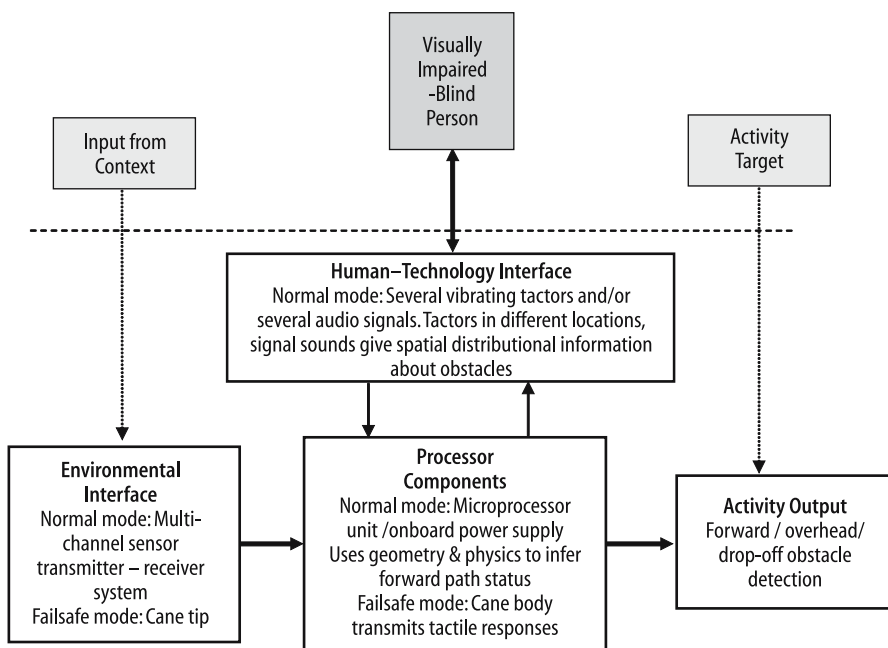 Visually
Impaired
-Blind
Person
Input from
Context
Activity
Target
Human–Technology Interface
Normal mode: Several vibrating tactors and/or
several audio signals. Tactors in different locations,
signal sounds give spatial distributional information
about obstacles
Environmental
Interface
Normal mode: Multi-
channel sensor
transmitter – receiver
system
Failsafe mode: Cane tip
Processor
Components
Normal mode: Microprocessor
unit /onboard power supply
Uses geometry & physics to infer
forward path status
Failsafe mode: Cane body
transmits tactile responses
Activity Output
Forward / overhead/
drop-off obstacle
detection